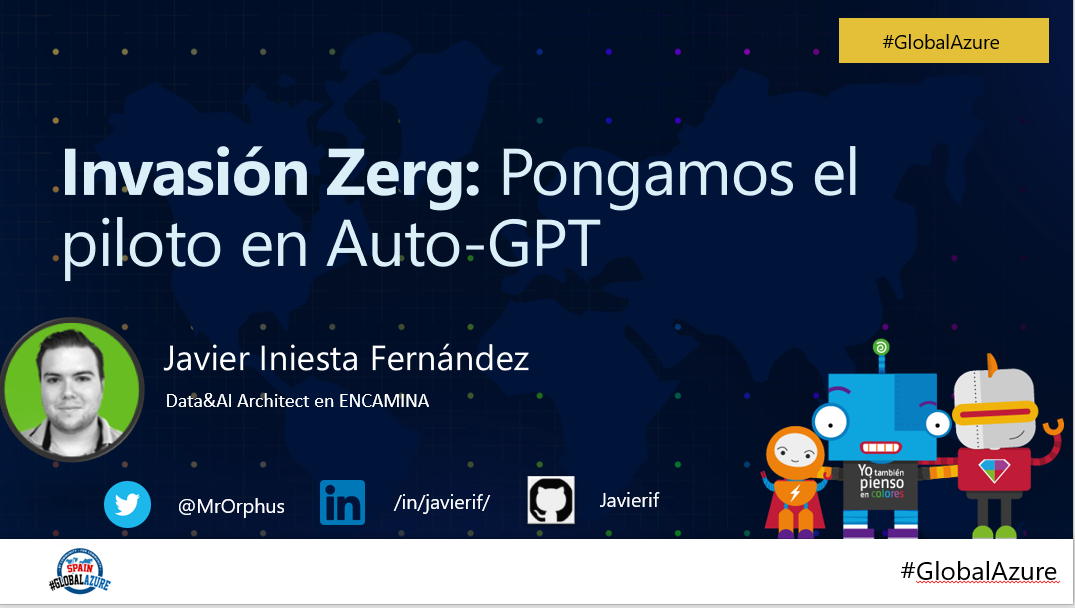 #GlobalAzure
Invasión Zerg: Pongamos el
piloto en Auto-GPT
Javier Iniesta Fernández
Data&AI Architect en ENCAMINA
@MrOrphus
in
/in/javierif/
Javierif
Yo también
pienso
en colores
SPAIN
#GLOBALAZURE
#GlobalAzure